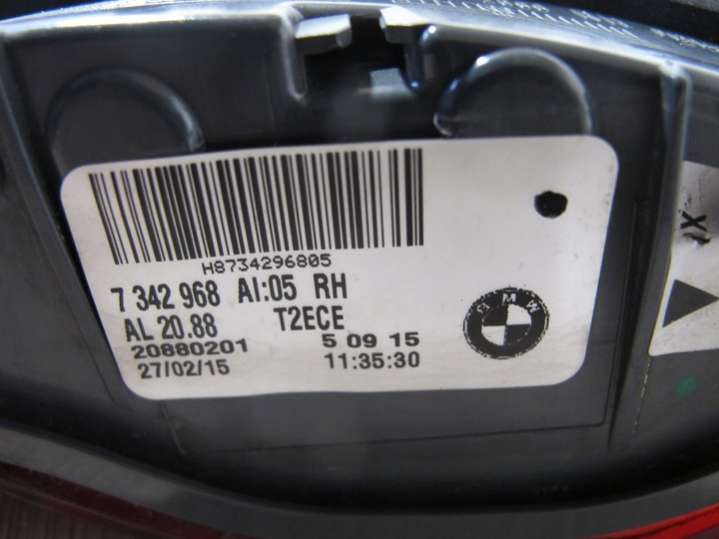 H8734296805
7 342 968 AI:05 RH
AL 20.88 T2ECE
20880201 5 09 15
27/02/15 11:35:30
BMW